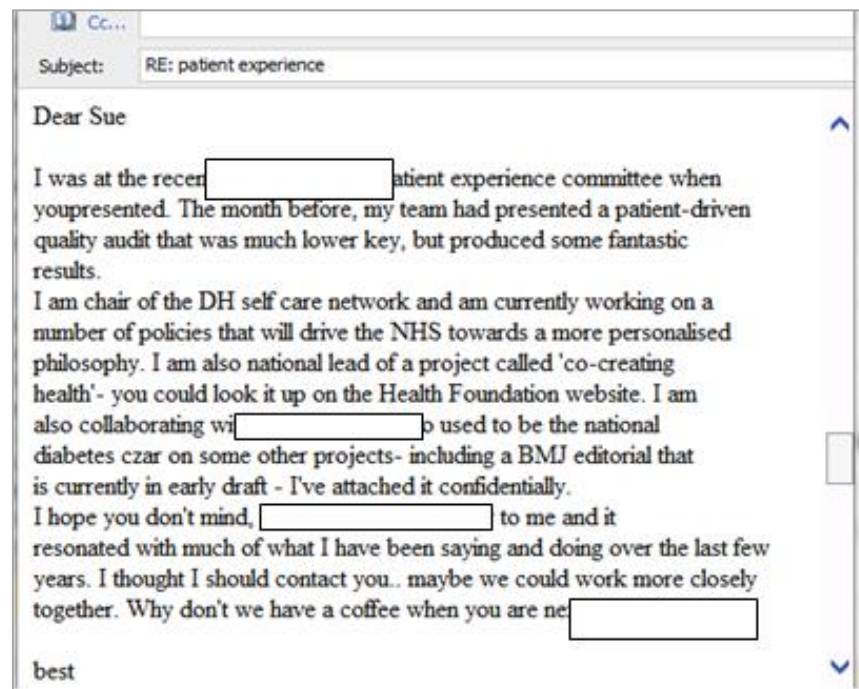 Cc...
Subject: RE: patient experience
Dear Sue
I was at the recen atient experience committee when
youpresented. The month before, my team had presented a patient-driven
quality audit that was much lower key, but produced some fantastic
results.
I am chair of the DH self care network and am currently working on a
number of policies that will drive the NHS towards a more personalised
philosophy. I am also national lead of a project called 'co-creating
health'- you could look it up on the Health Foundation website. I am
also collaborating wi o used to be the national
diabetes czar on some other projects- including a BMJ editorial that
is currently in early draft - I've attached it confidentially.
I hope you don't mind, to me and it
resonated with much of what I have been saying and doing over the last few
years. I thought I should contact you.. maybe we could work more closely
together. Why don't we have a coffee when you are ne
best